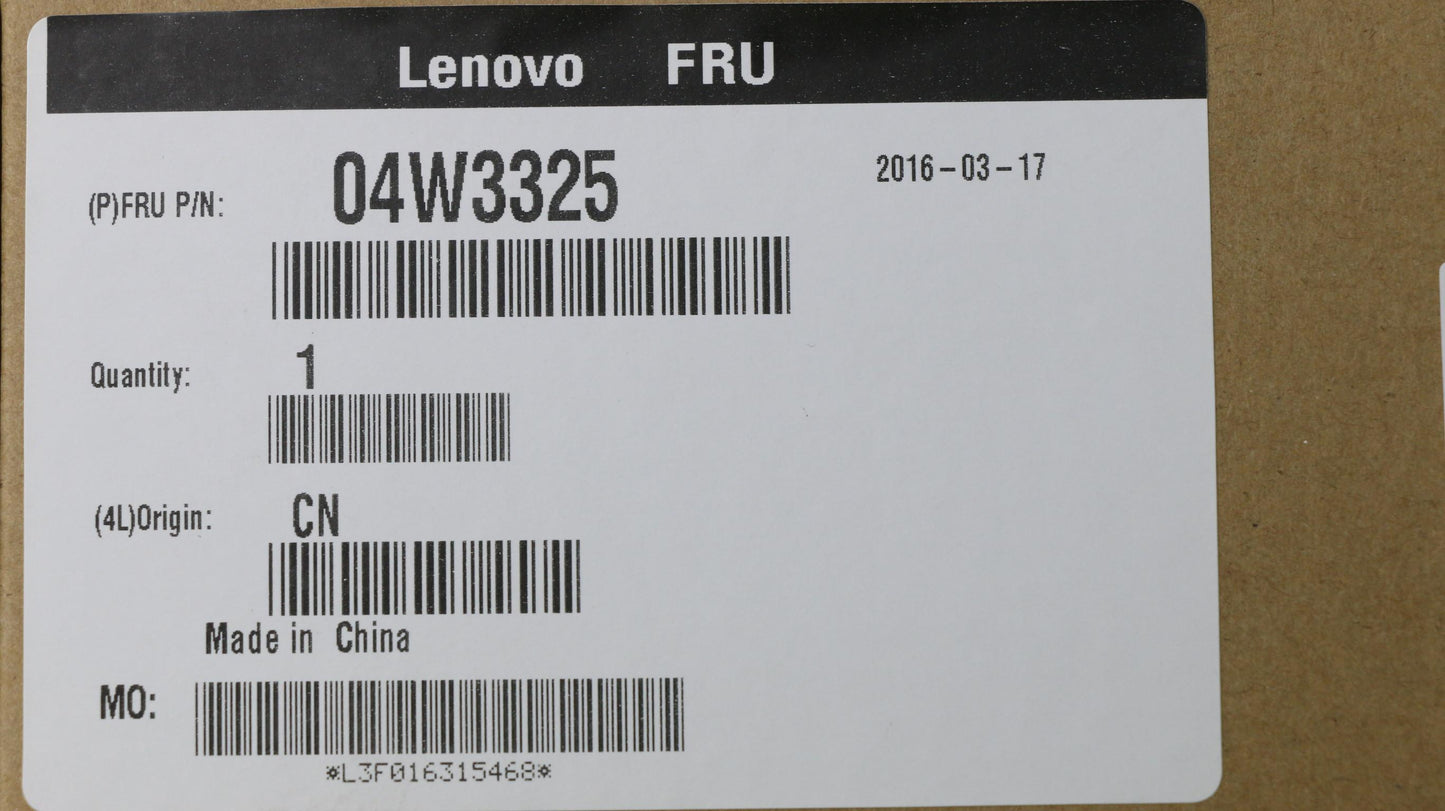 Lenovo FRU
(P)FRU P/N: 04W3325
2016-03-17
Quantity: 1
(4L)Origin: CN
Made in China
MO:
*L3F016315468*